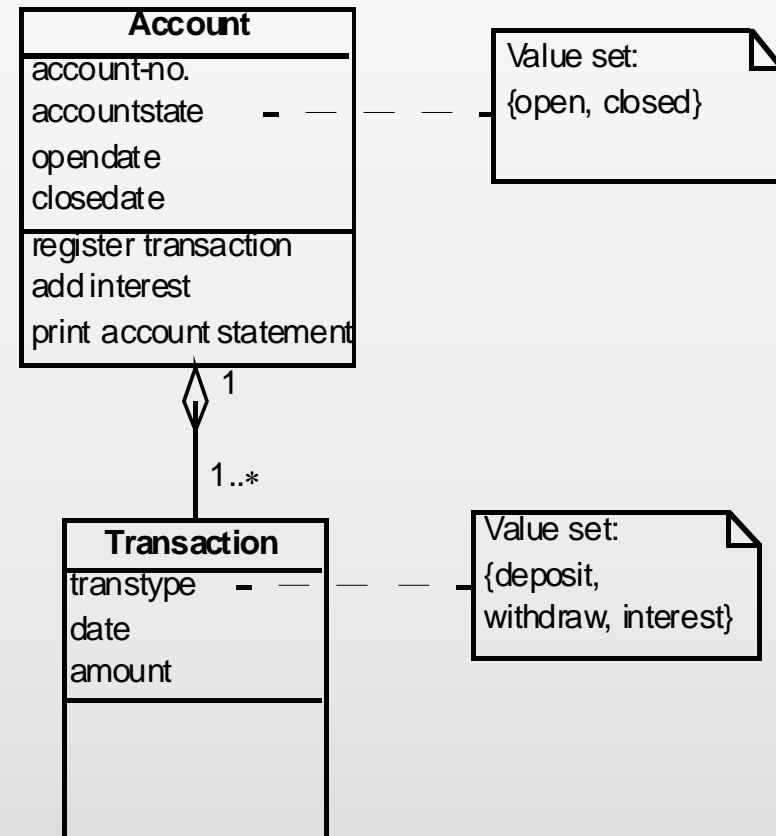 Account
account-no.
accountstate
opendate
closedate
register transaction
add interest
print account statement
Value set:
{open, closed}
1
1..*
Transaction
transtype
date
amount
Value set:
{deposit,
withdraw, interest}